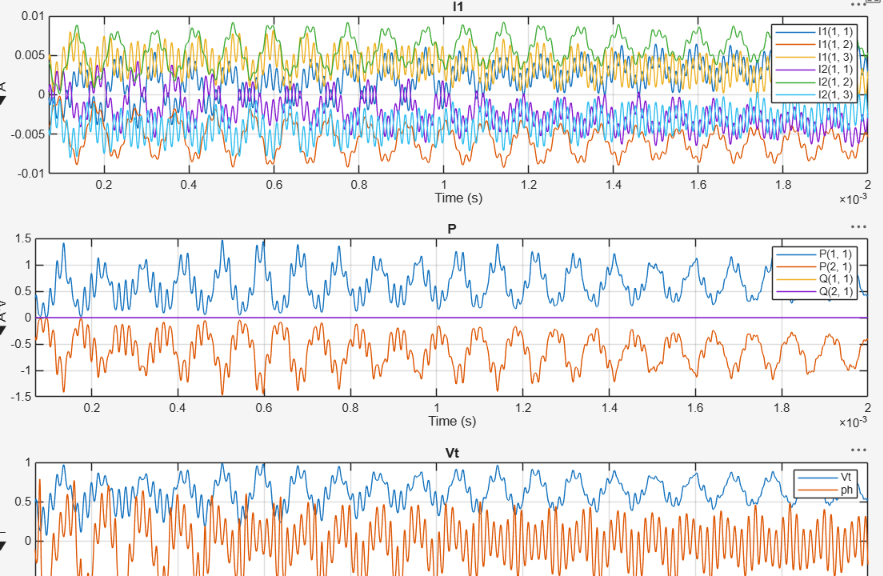 I1
0.01
0.005
0
-0.005
-0.01
A
I1(1, 1)
I1(1, 2)
I1(1, 3)
I2(1, 1)
I2(1, 2)
I2(1, 3)
0.2 0.4 0.6 0.8 1 1.2 1.4 1.6 1.8 2
Time (s)
×10⁻³
P
1.5
1
0.5
0
-0.5
-1
-1.5
A V
P(1, 1)
P(2, 1)
Q(1, 1)
Q(2, 1)
0.2 0.4 0.6 0.8 1 1.2 1.4 1.6 1.8 2
Time (s)
×10⁻³
Vt
1
0.5
0
Vt
ph